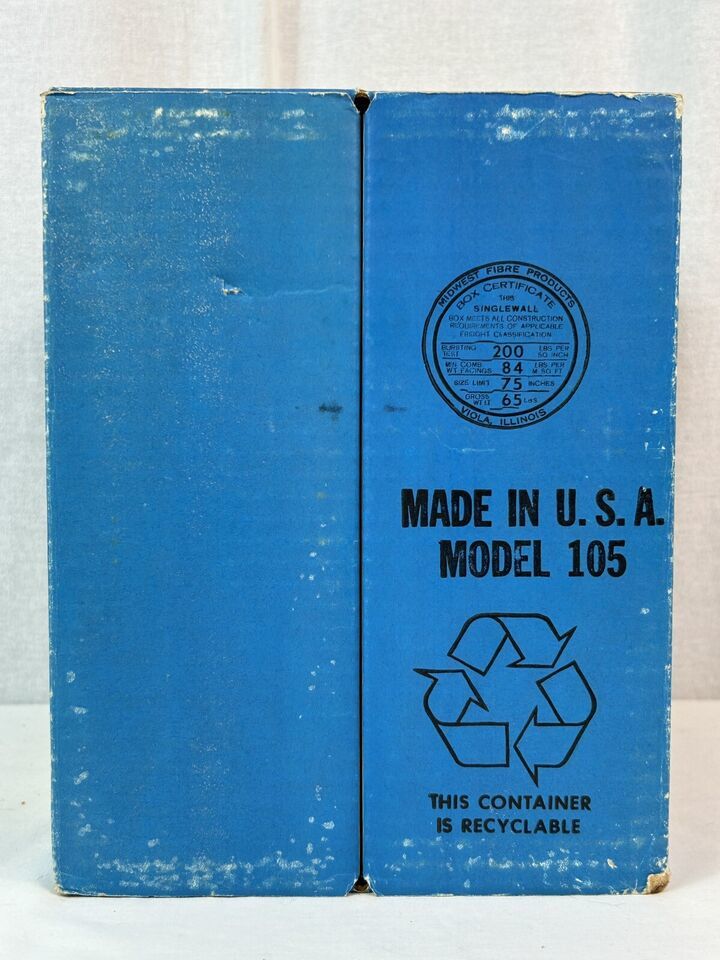 MIDWEST FIBRE PRODUCTS
BOX CERTIFICATE
THIS
SINGLEWALL
BOX MEETS ALL CONSTRUCTION
REQUIREMENTS OF APPLICABLE
FREIGHT CLASSIFICATION
BURSTING TEST 200 LBS PER SQ INCH
MIN COMB WT FACINGS 84 LBS PER M SQ FT
SIZE LIMIT 75 INCHES
GROSS WT LT 65 LBS
VIOLA, ILLINOIS
MADE IN U.S.A.
MODEL 105
THIS CONTAINER
IS RECYCLABLE